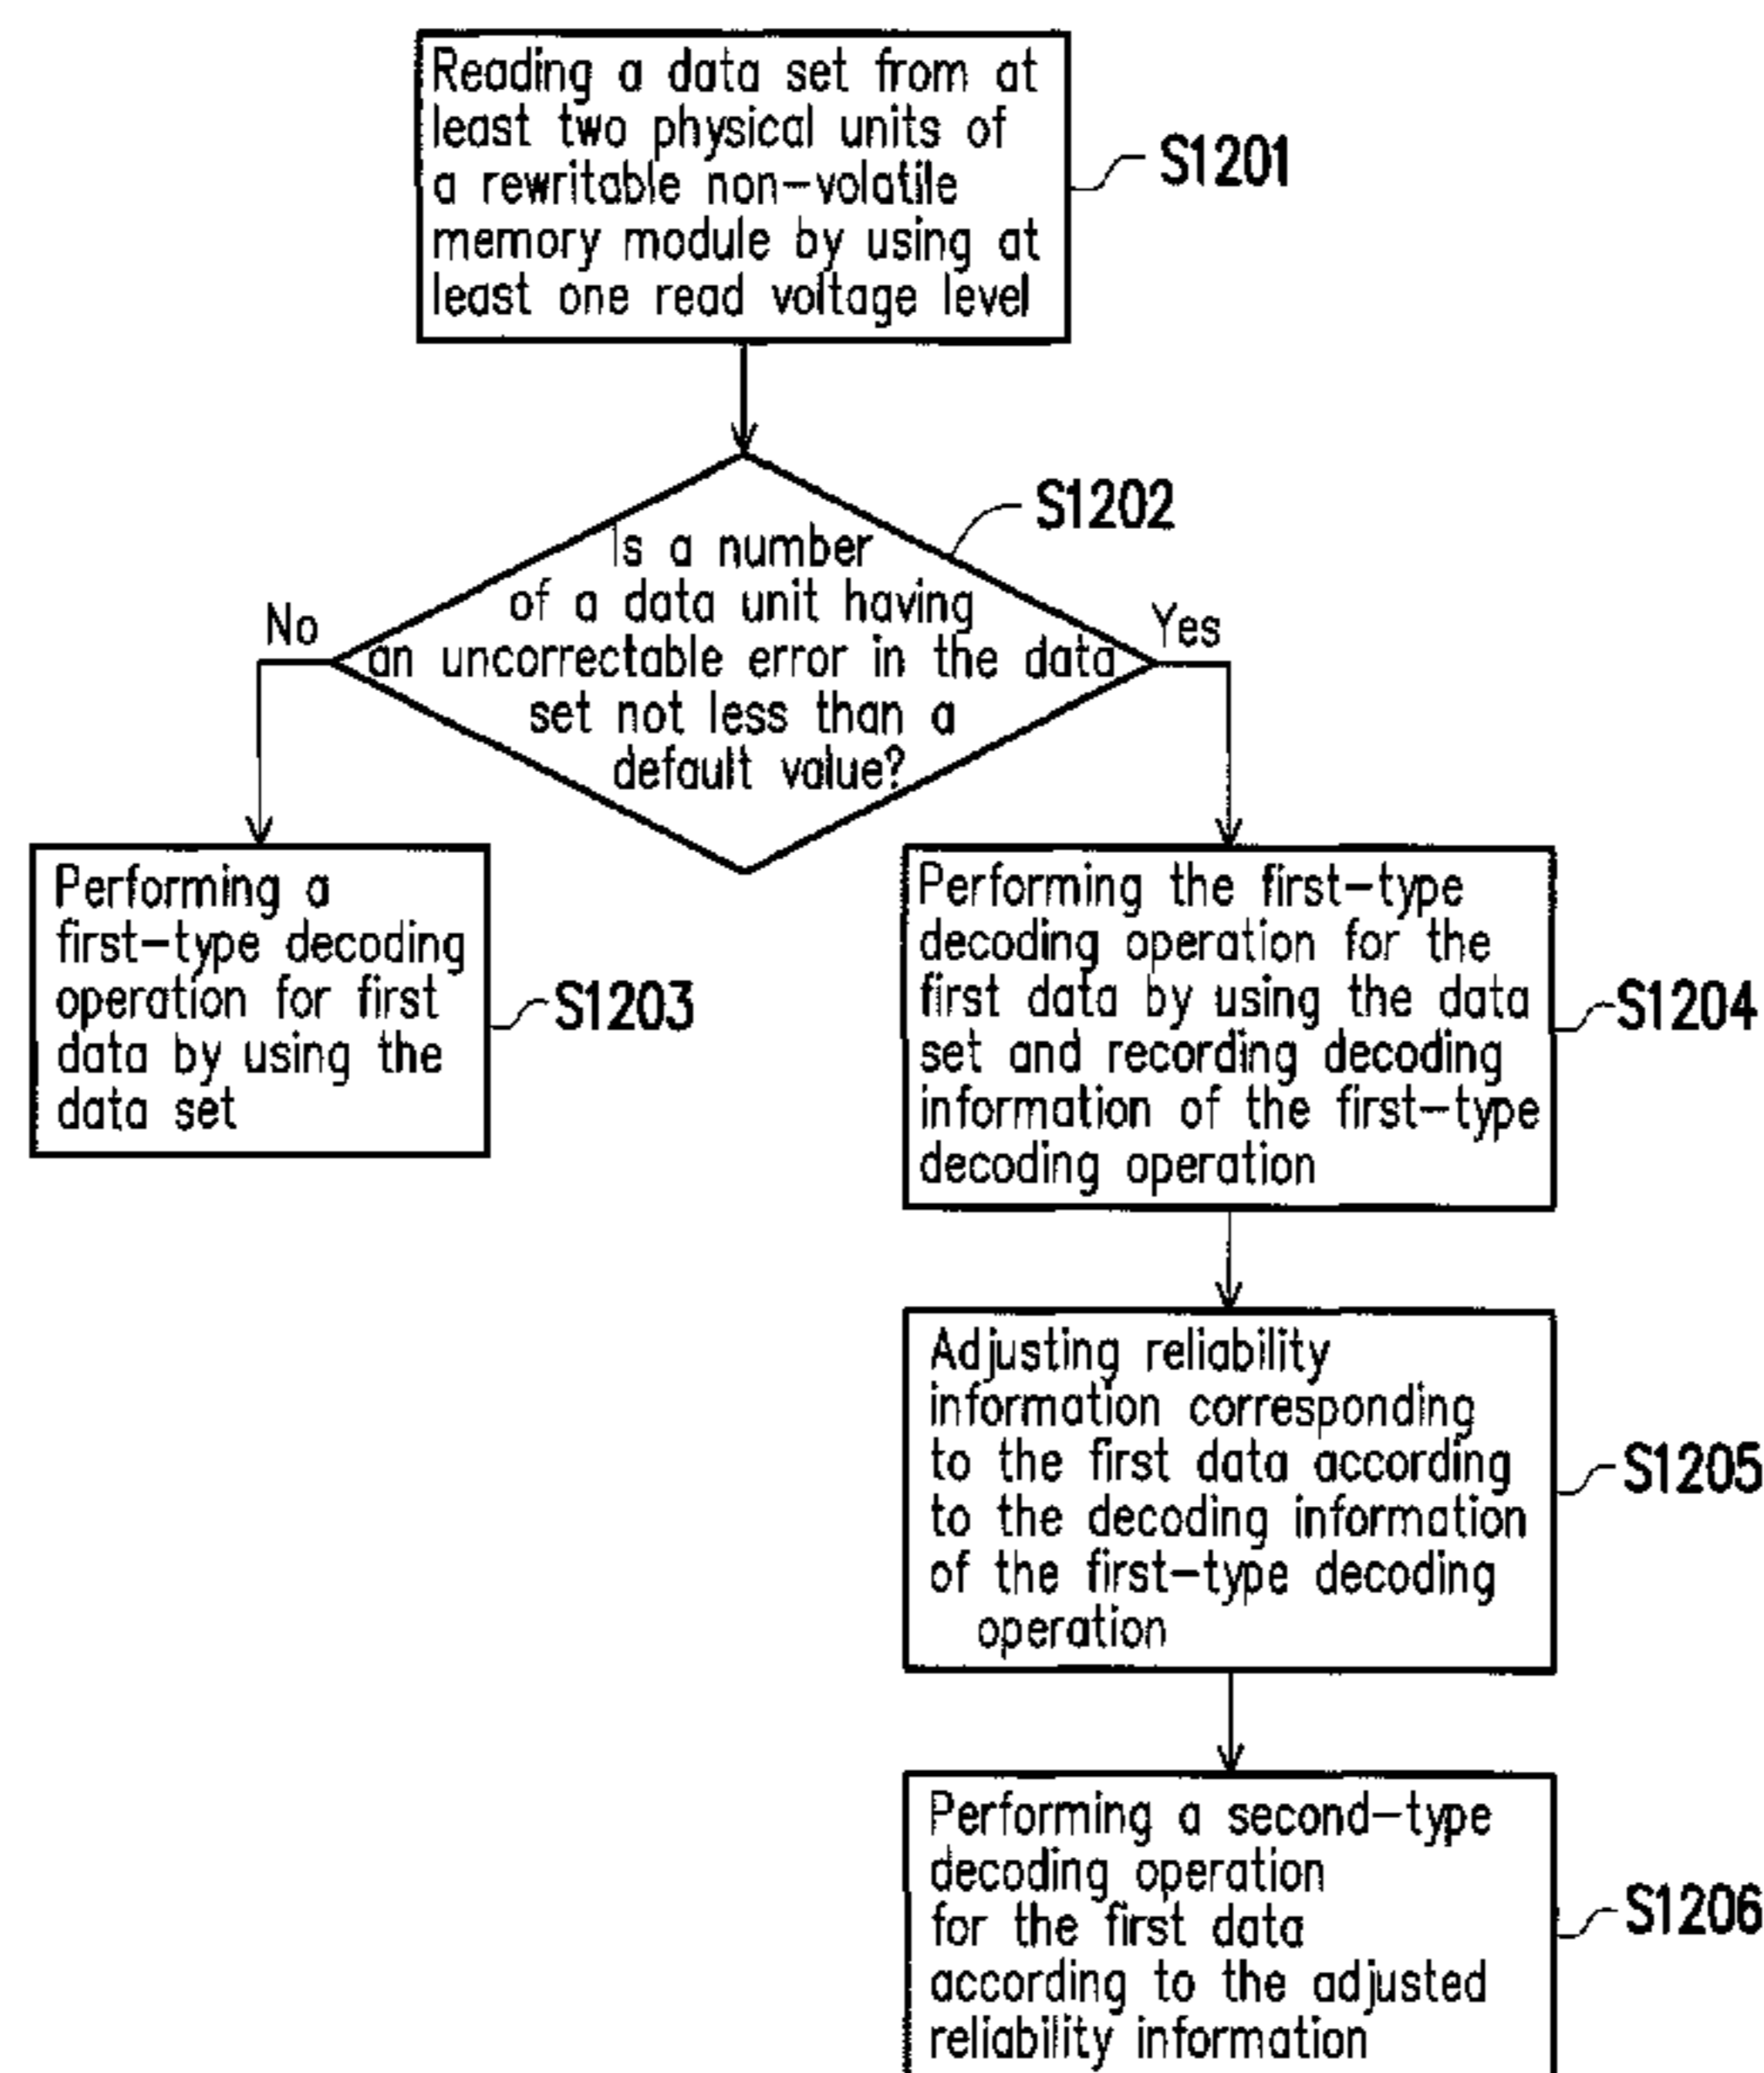 Reading a data set from at
least two physical units of
a rewritable non-volatile
memory module by using at
least one read voltage level
S1201
S1202
Is a number
of a data unit having
an uncorrectable error in the data
set not less than a
default value?
No
Yes
Performing a
first-type decoding
operation for first
data by using the
data set
S1203
Performing the first-type
decoding operation for the
first data by using the data
set and recording decoding
information of the first-type
decoding operation
S1204
Adjusting reliability
information corresponding
to the first data according
to the decoding information
of the first-type decoding
operation
S1205
Performing a second-type
decoding operation
for the first data
according to the adjusted
reliability information
S1206